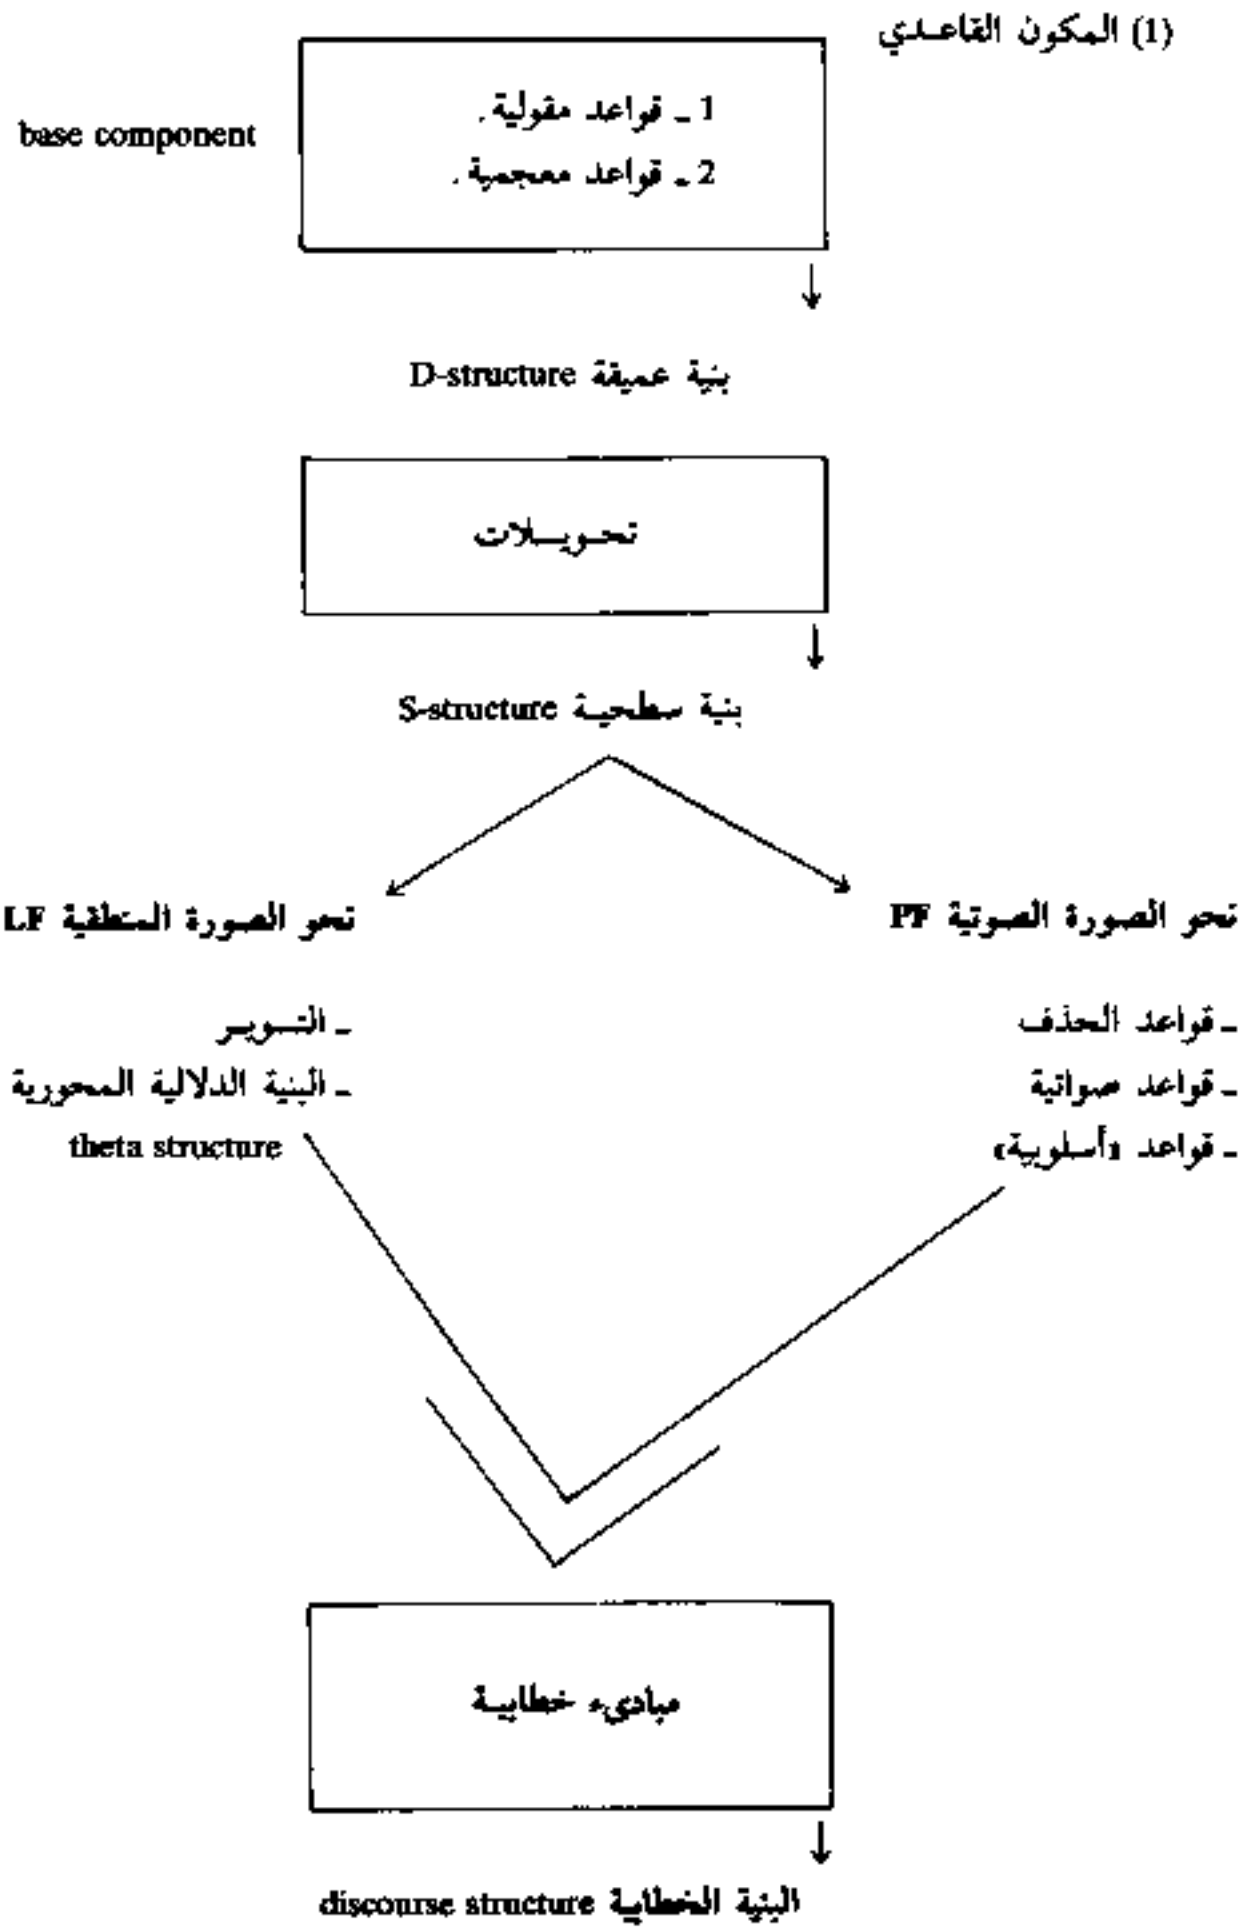 (1) المكون القاعدي
base component
1 ـ قواعد مقولية .
2 ـ قواعد معجمية .
بنية عميقة D-structure
تحويلات
بنية سطحية S-structure
نحو الصورة الصوتية PF
ـ قواعد الحذف
ـ قواعد صواتية
ـ قواعد «أسلوبية»
نحو الصورة المنطقية LF
ـ التسوير
ـ البنية الدلالية المحورية
theta structure
مبادىء خطابية
البنية الخطابية discourse structure